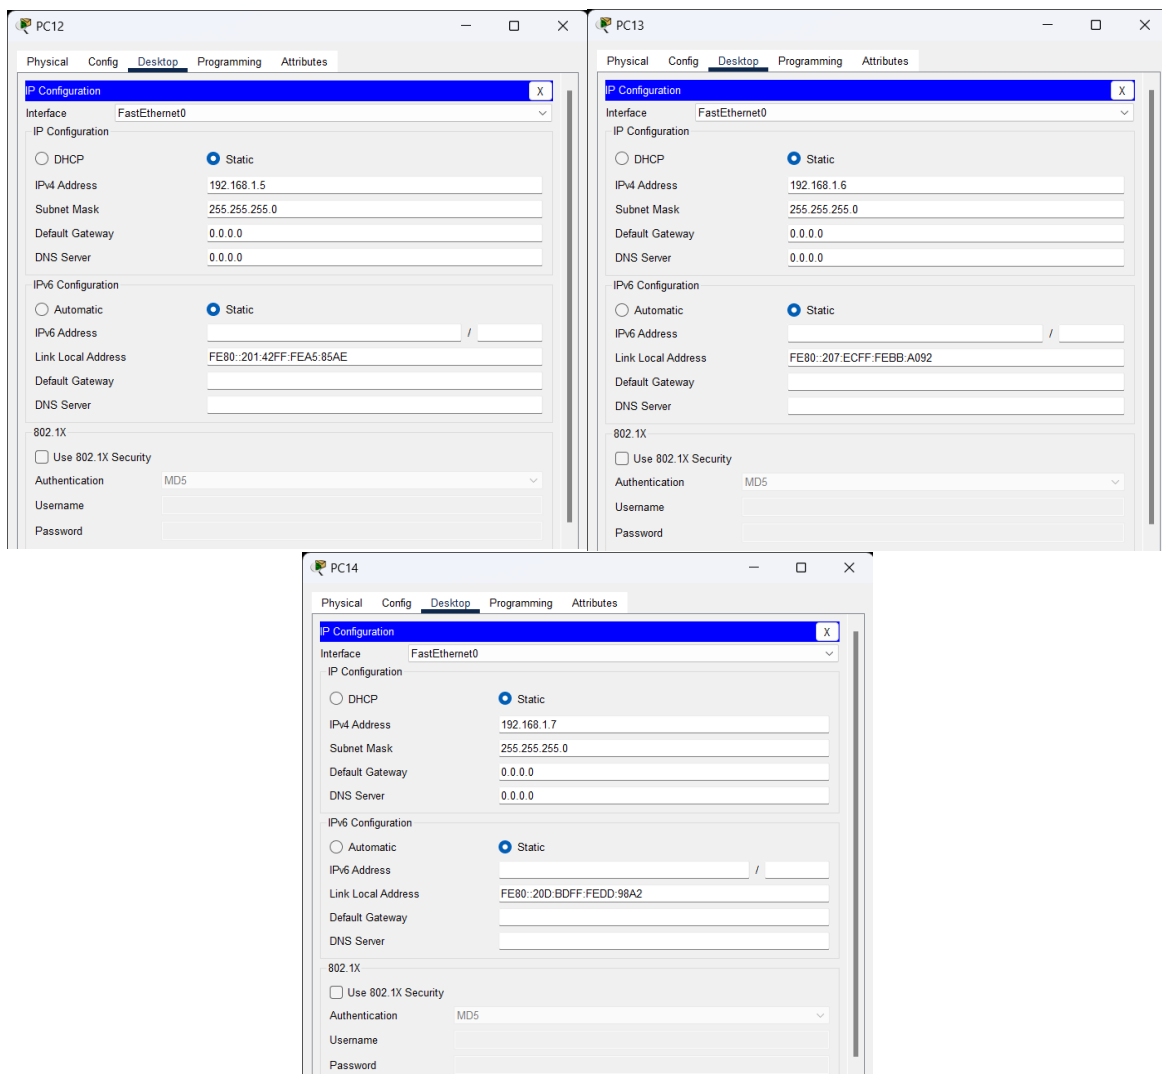 PC12
Physical Config Desktop Programming Attributes
IP Configuration X
Interface FastEthernet0
IP Configuration
DHCP Static
IPv4 Address 192.168.1.5
Subnet Mask 255.255.255.0
Default Gateway 0.0.0.0
DNS Server 0.0.0.0
IPv6 Configuration
Automatic Static
IPv6 Address /
Link Local Address FE80::201:42FF:FEA5:85AE
Default Gateway
DNS Server
802.1X
Use 802.1X Security
Authentication MD5
Username
Password
PC13
Physical Config Desktop Programming Attributes
IP Configuration X
Interface FastEthernet0
IP Configuration
DHCP Static
IPv4 Address 192.168.1.6
Subnet Mask 255.255.255.0
Default Gateway 0.0.0.0
DNS Server 0.0.0.0
IPv6 Configuration
Automatic Static
IPv6 Address /
Link Local Address FE80::207:ECFF:FEBB:A092
Default Gateway
DNS Server
802.1X
Use 802.1X Security
Authentication MD5
Username
Password
PC14
Physical Config Desktop Programming Attributes
IP Configuration X
Interface FastEthernet0
IP Configuration
DHCP Static
IPv4 Address 192.168.1.7
Subnet Mask 255.255.255.0
Default Gateway 0.0.0.0
DNS Server 0.0.0.0
IPv6 Configuration
Automatic Static
IPv6 Address /
Link Local Address FE80::20D:BDFF:FEDD:98A2
Default Gateway
DNS Server
802.1X
Use 802.1X Security
Authentication MD5
Username
Password